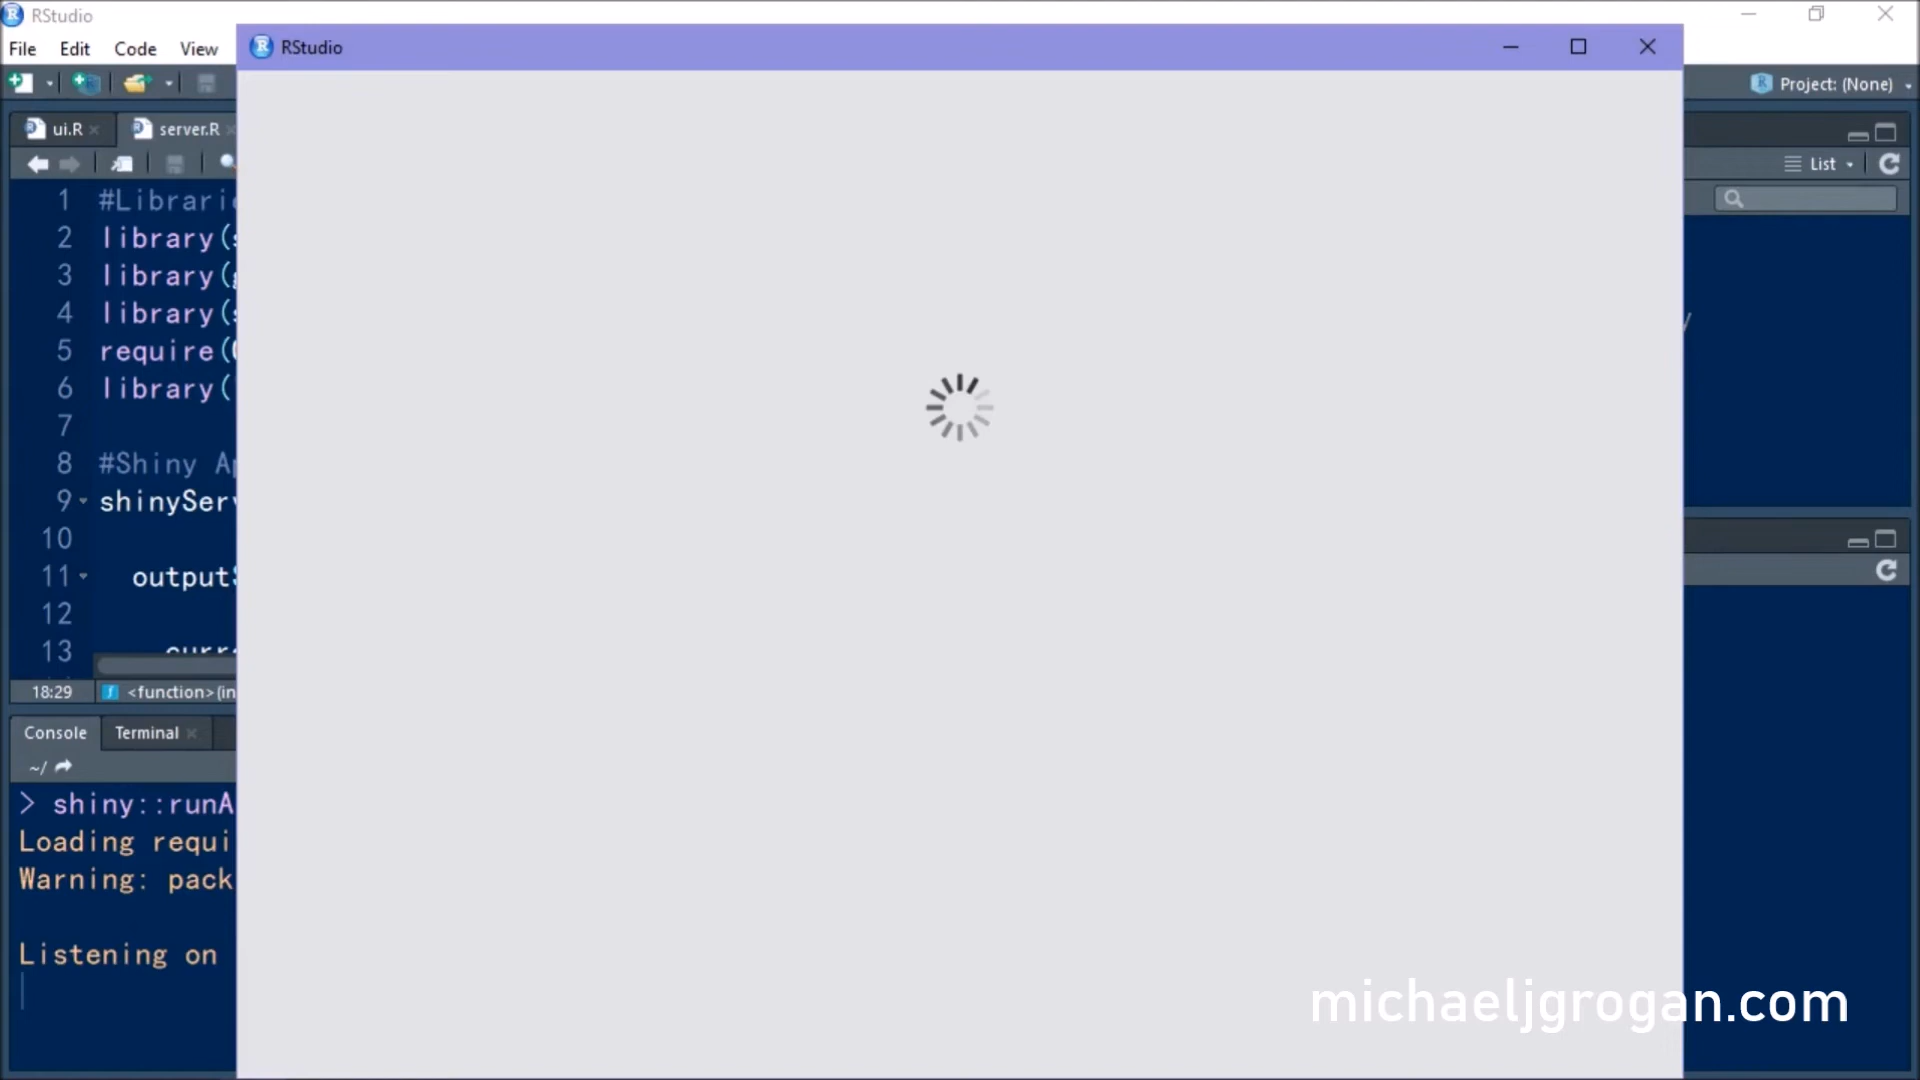 RStudio
File Edit Code View
RStudio
Project: (None)
ui.R
server.R
List
1 #Librari
2 library(
3 library(
4 library(
5 require(
6 library(
7
8 #Shiny A
9 shinySer
10
11 output$
12
13 curr
18:29 <function>(in
Console Terminal
~/
> shiny::runA
Loading requi
Warning: pack
Listening on
michaeljgrogan.com